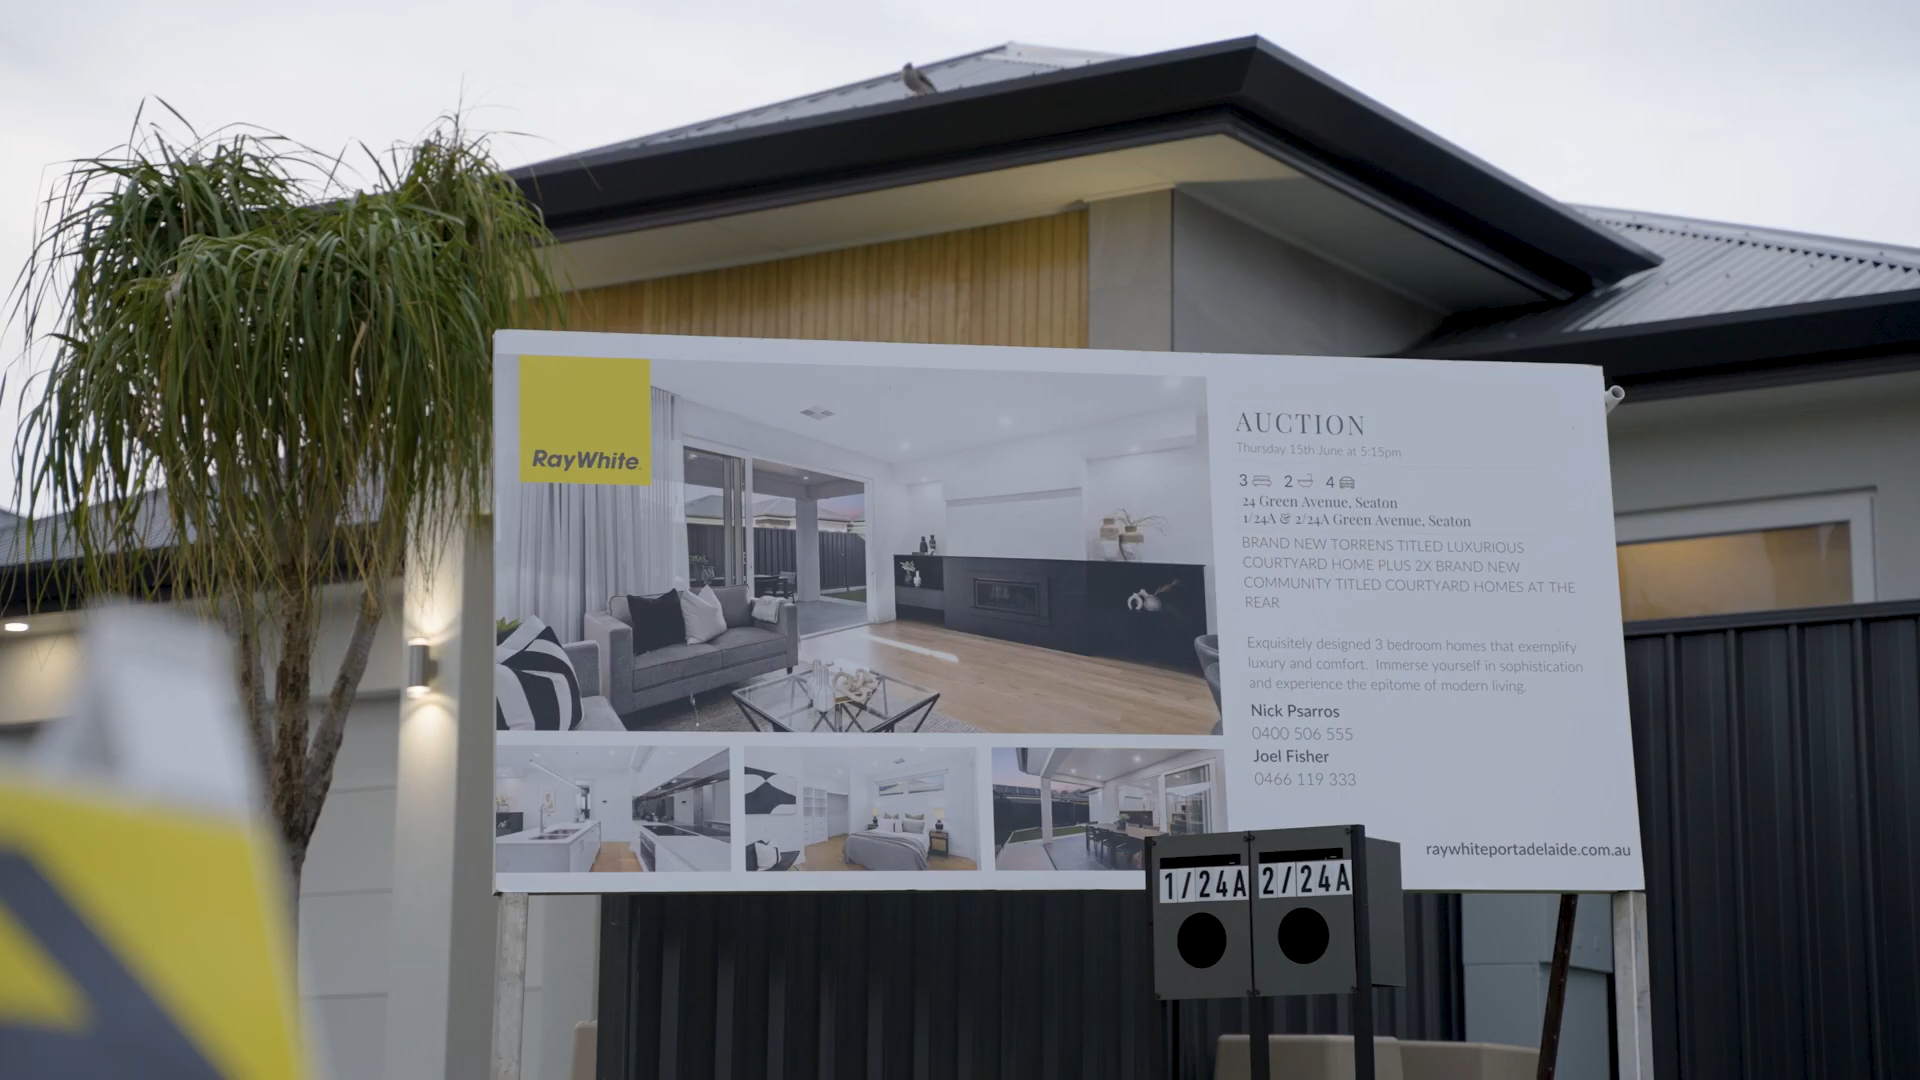 RayWhite.
AUCTION
Thursday 15th June at 5:15pm
3 2 4
24 Green Avenue, Seaton
1/24A & 2/24A Green Avenue, Seaton
BRAND NEW TORRENS TITLED LUXURIOUS
COURTYARD HOME PLUS 2X BRAND NEW
COMMUNITY TITLED COURTYARD HOMES AT THE
REAR
Exquisitely designed 3 bedroom homes that exemplify
luxury and comfort. Immerse yourself in sophistication
and experience the epitome of modern living.
Nick Psarros
0400 506 555
Joel Fisher
0466 119 333
raywhiteportadelaide.com.au
1/24A 2/24A